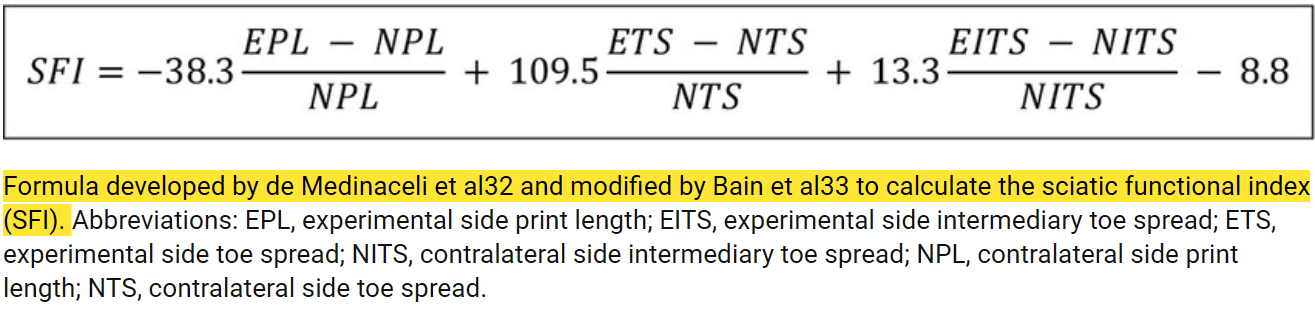 SFI = −38.3 (EPL − NPL)/NPL + 109.5 (ETS − NTS)/NTS + 13.3 (EITS − NITS)/NITS − 8.8
Formula developed by de Medinaceli et al32 and modified by Bain et al33 to calculate the sciatic functional index
(SFI). Abbreviations: EPL, experimental side print length; EITS, experimental side intermediary toe spread; ETS,
experimental side toe spread; NITS, contralateral side intermediary toe spread; NPL, contralateral side print
length; NTS, contralateral side toe spread.